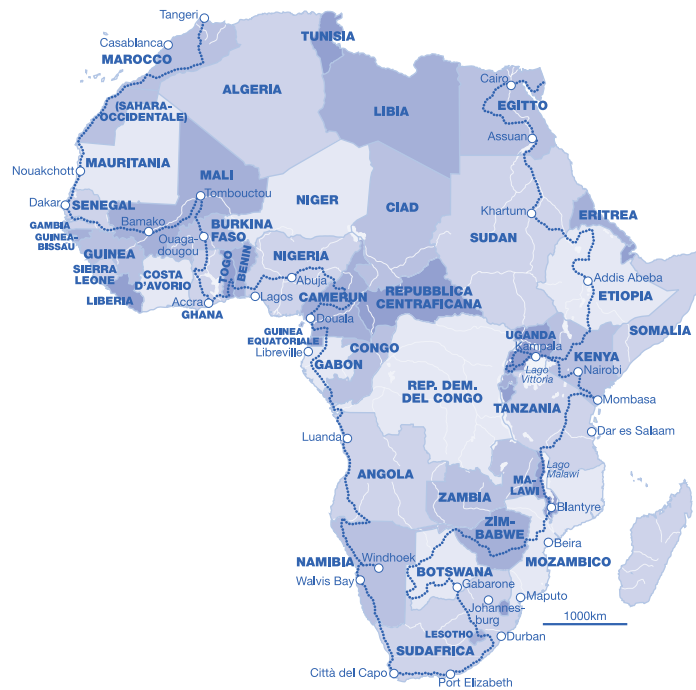 Tangeri
Casablanca
MAROCCO
TUNISIA
ALGERIA
LIBIA
Cairo
EGITTO
(SAHARA-
OCCIDENTALE)
Assuan
MAURITANIA
Nouakchott
MALI
Tombouctou
NIGER
CIAD
Khartum
SUDAN
ERITREA
Dakar
SENEGAL
GAMBIA
GUINEA-
BISSAU
Bamako
BURKINA
FASO
Ouaga-
dougou
GUINEA
SIERRA
LEONE
LIBERIA
COSTA
D'AVORIO
TOGO
BENIN
NIGERIA
Abuja
Accra
GHANA
Lagos
CAMERUN
REPUBBLICA
CENTRAFICANA
Addis Abeba
ETIOPIA
SOMALIA
Douala
GUINEA
EQUATORIALE
Libreville
CONGO
GABON
UGANDA
Kampala
Lago
Vittoria
KENYA
Nairobi
REP. DEM.
DEL CONGO
TANZANIA
Mombasa
Dar es Salaam
Luanda
ANGOLA
Lago
Malawi
MA-
LAWI
ZAMBIA
Blantyre
ZIM-
BABWE
Beira
NAMIBIA
Windhoek
Walvis Bay
BOTSWANA
Gabarone
MOZAMBICO
Maputo
Johannes-
burg
1000km
LESOTHO
Durban
SUDAFRICA
Città del Capo
Port Elizabeth